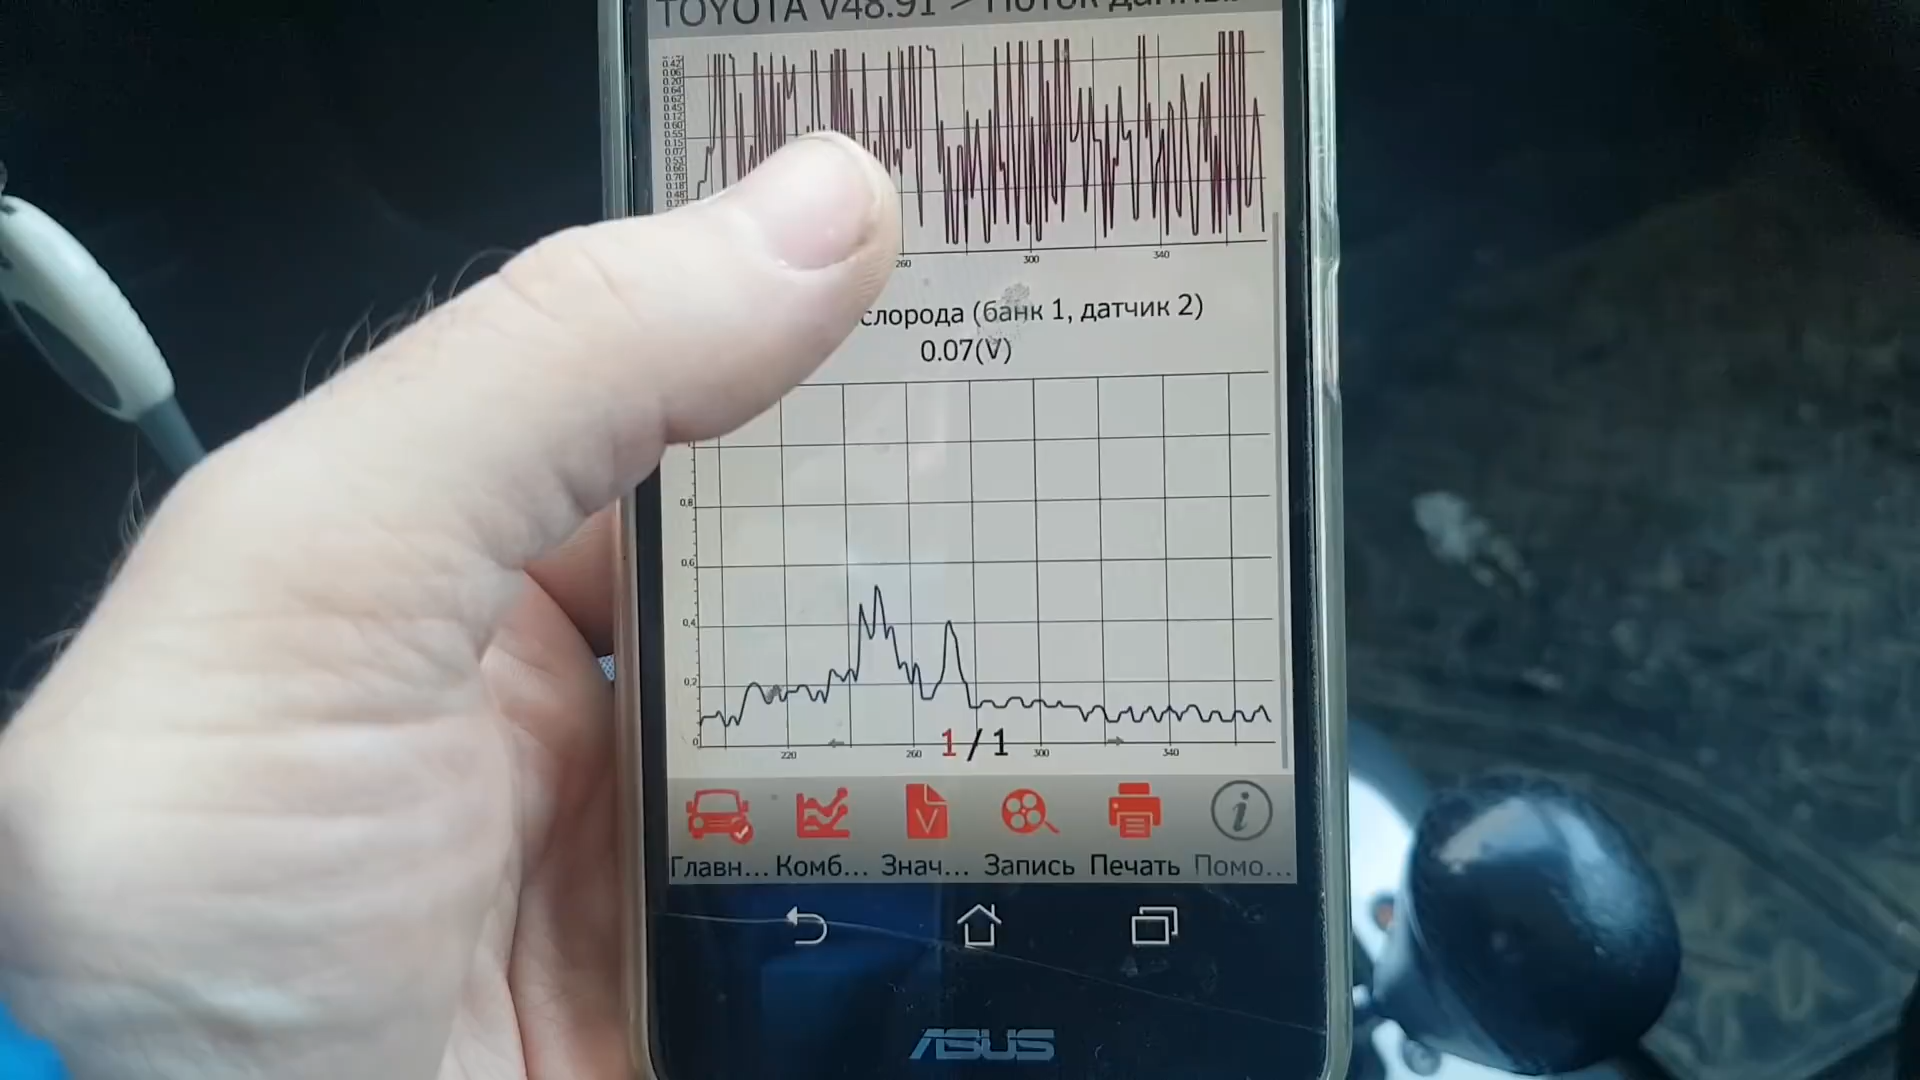 TOYOTA V48.91 > Поток данны
260 300 340
слорода (банк 1, датчик 2)
0.07(V)
0,8
0,6
0,4
0,2
0
220 260 300 340
1 / 1
Главн... Комб... Знач... Запись Печать Помо...
ASUS